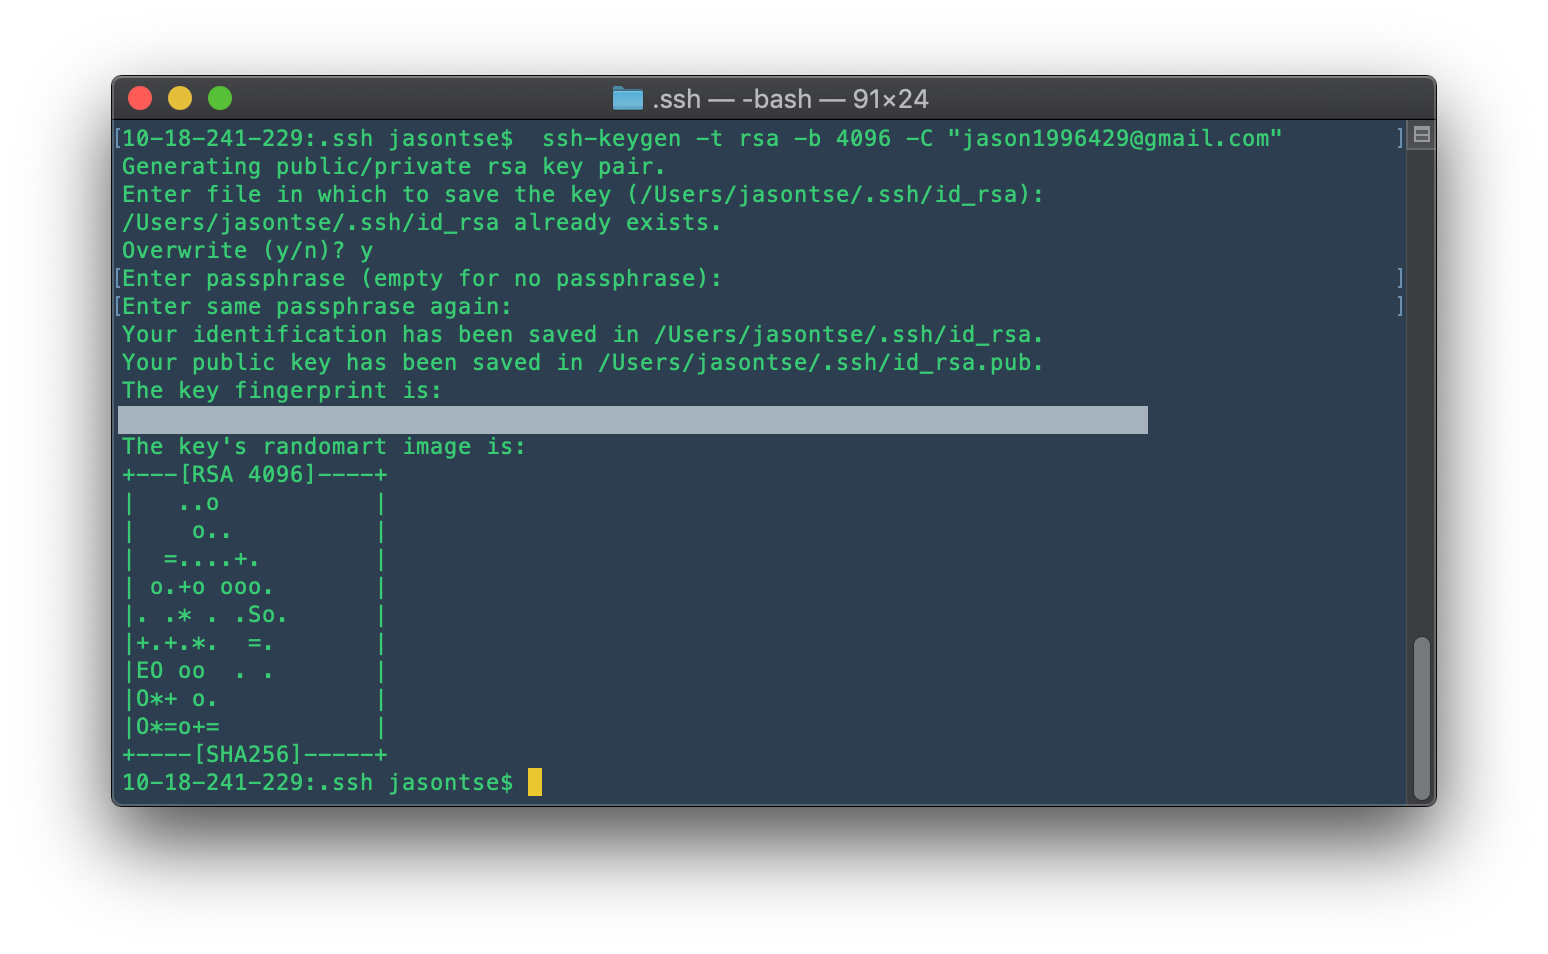 .ssh — -bash — 91×24
[10-18-241-229:.ssh jasontse$  ssh-keygen -t rsa -b 4096 -C "jason1996429@gmail.com" ]
Generating public/private rsa key pair.
Enter file in which to save the key (/Users/jasontse/.ssh/id_rsa):
/Users/jasontse/.ssh/id_rsa already exists.
Overwrite (y/n)? y
[Enter passphrase (empty for no passphrase): ]
[Enter same passphrase again: ]
Your identification has been saved in /Users/jasontse/.ssh/id_rsa.
Your public key has been saved in /Users/jasontse/.ssh/id_rsa.pub.
The key fingerprint is:
The key's randomart image is:
+---[RSA 4096]----+
|   ..o           |
|    o..          |
|  =....+.        |
| o.+o ooo.       |
|. .* . .So.      |
|+.+.*.  =.       |
|EO oo  . .       |
|O*+ o.           |
|O*=o+=           |
+----[SHA256]-----+
10-18-241-229:.ssh jasontse$